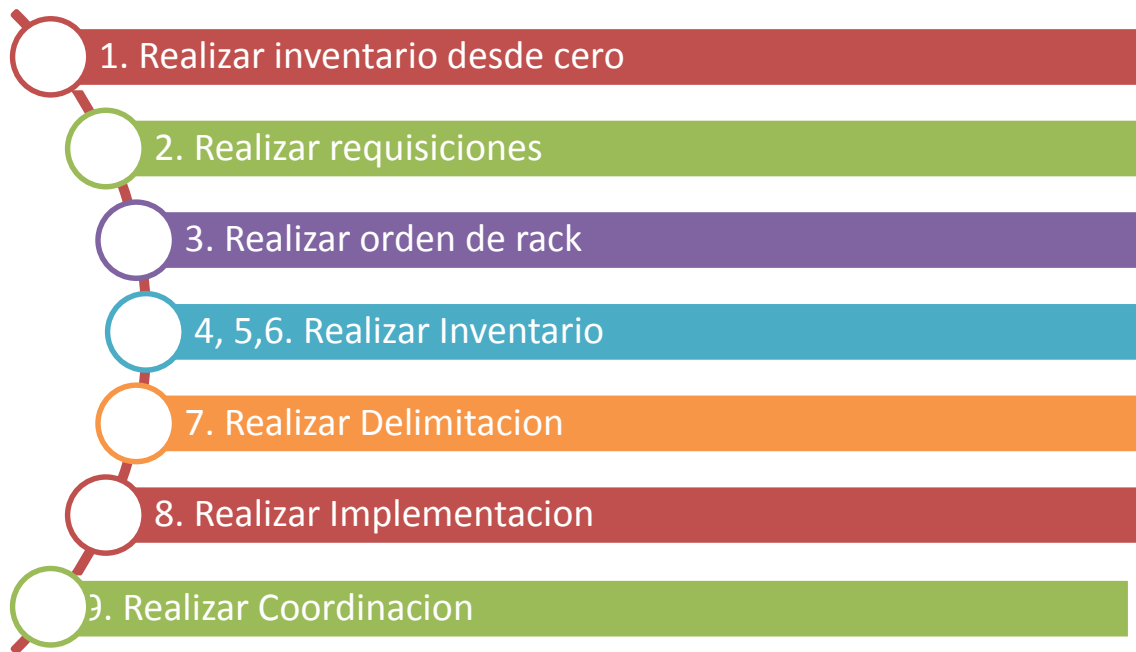 1. Realizar inventario desde cero
2. Realizar requisiciones
3. Realizar orden de rack
4, 5,6. Realizar Inventario
7. Realizar Delimitacion
8. Realizar Implementacion
9. Realizar Coordinacion